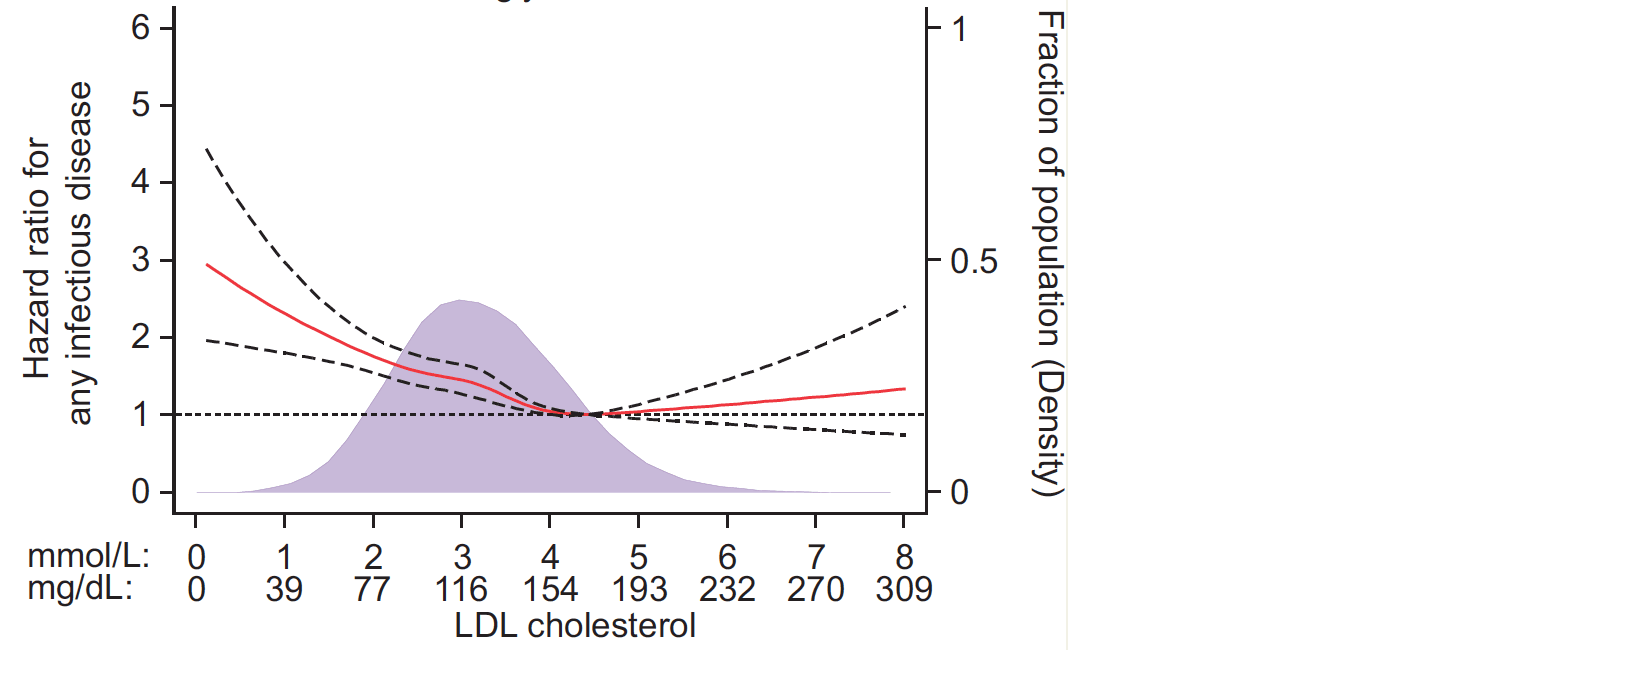 6
5
4
3
2
1
0
Hazard ratio for
any infectious disease
1
0.5
0
Fraction of population (Density)
mmol/L: 0 1 2 3 4 5 6 7 8
mg/dL: 0 39 77 116 154 193 232 270 309
LDL cholesterol